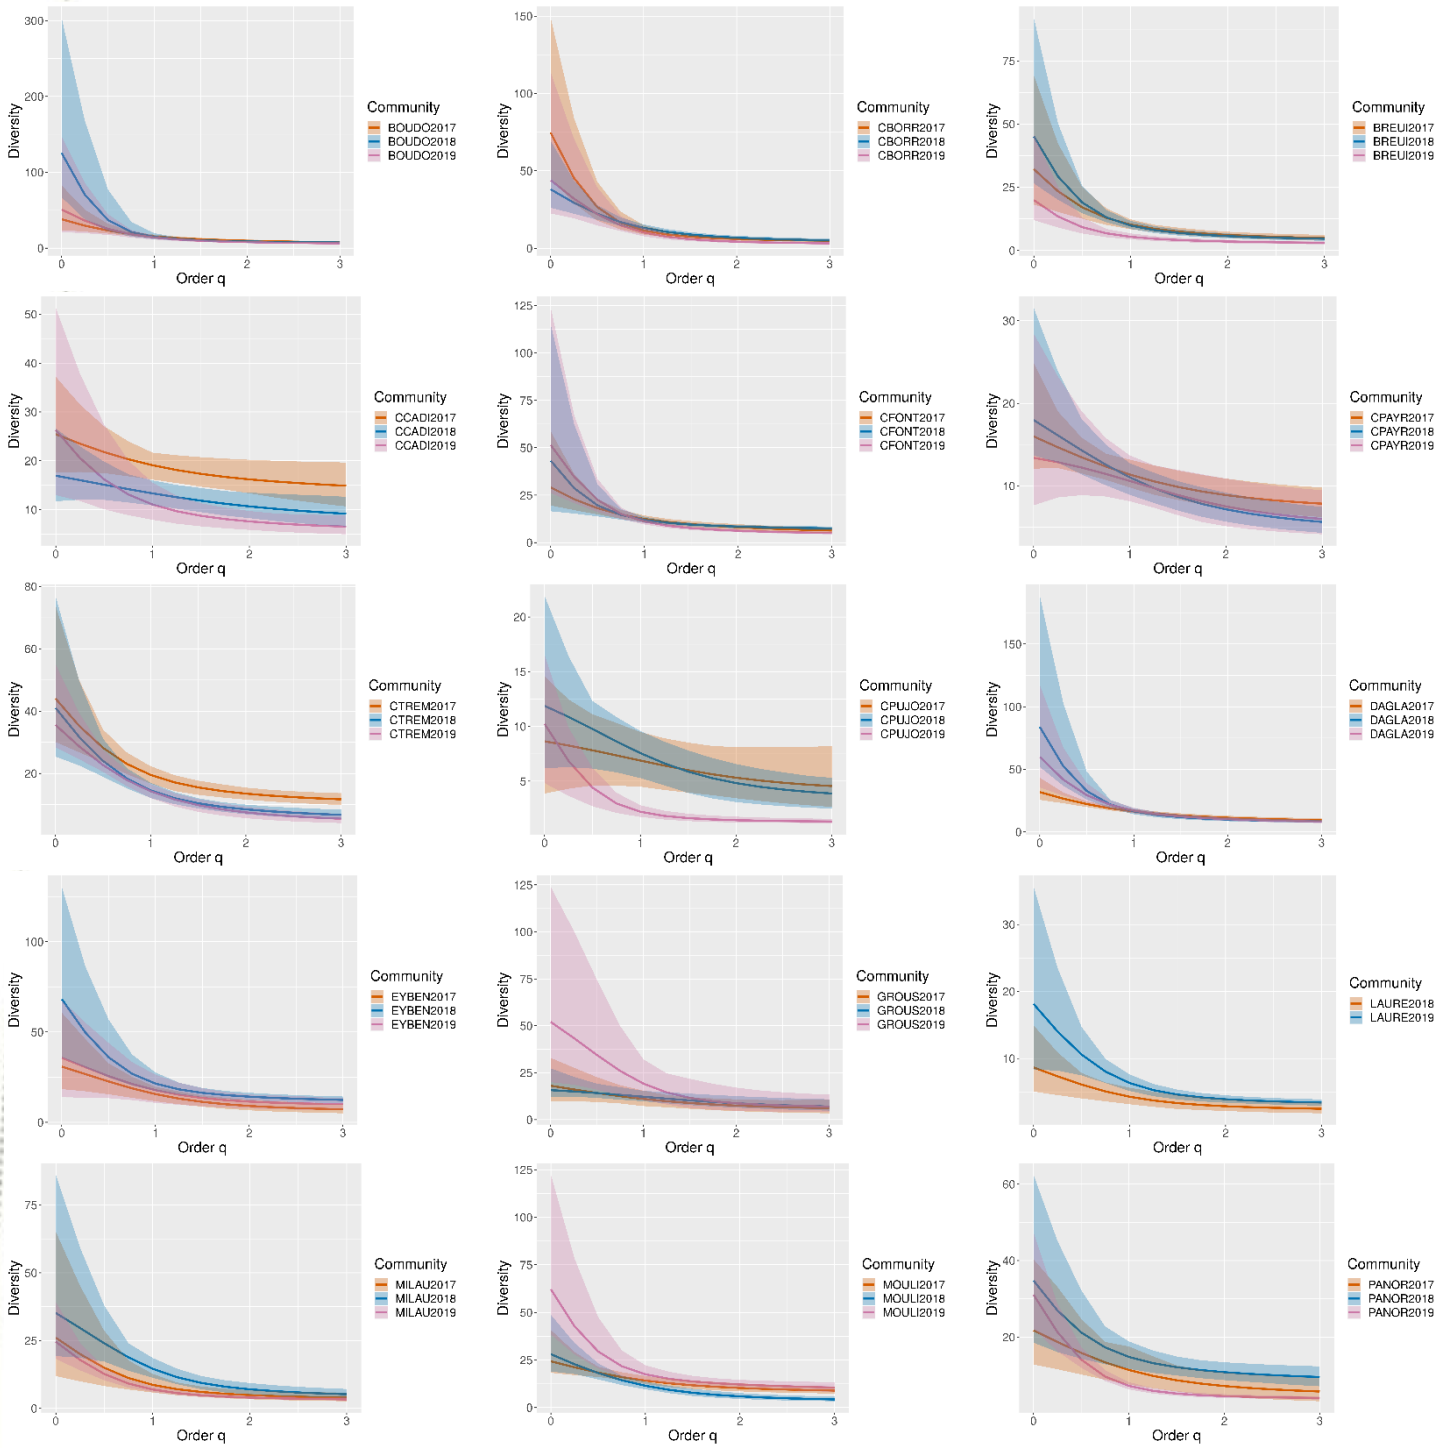 300
200
100
0
Diversity
0 1 2 3
Order q
Community
BOUDO2017
BOUDO2018
BOUDO2019
150
100
50
0
Diversity
0 1 2 3
Order q
Community
CBORR2017
CBORR2018
CBORR2019
75
50
25
0
Diversity
0 1 2 3
Order q
Community
BREUI2017
BREUI2018
BREUI2019
50
40
30
20
10
Diversity
0 1 2 3
Order q
Community
CCADI2017
CCADI2018
CCADI2019
125
100
75
50
25
0
Diversity
0 1 2 3
Order q
Community
CFONT2017
CFONT2018
CFONT2019
30
20
10
Diversity
0 1 2 3
Order q
Community
CPAYR2017
CPAYR2018
CPAYR2019
80
60
40
20
Diversity
0 1 2 3
Order q
Community
CTREM2017
CTREM2018
CTREM2019
20
15
10
5
Diversity
0 1 2 3
Order q
Community
CPUJO2017
CPUJO2018
CPUJO2019
150
100
50
0
Diversity
0 1 2 3
Order q
Community
DAGLA2017
DAGLA2018
DAGLA2019
100
50
0
Diversity
0 1 2 3
Order q
Community
EYBEN2017
EYBEN2018
EYBEN2019
125
100
75
50
25
0
Diversity
0 1 2 3
Order q
Community
GROUS2017
GROUS2018
GROUS2019
30
20
10
Diversity
0 1 2 3
Order q
Community
LAURE2018
LAURE2019
75
50
25
0
Diversity
0 1 2 3
Order q
Community
MILAU2017
MILAU2018
MILAU2019
125
100
75
50
25
0
Diversity
0 1 2 3
Order q
Community
MOULI2017
MOULI2018
MOULI2019
60
40
20
Diversity
0 1 2 3
Order q
Community
PANOR2017
PANOR2018
PANOR2019